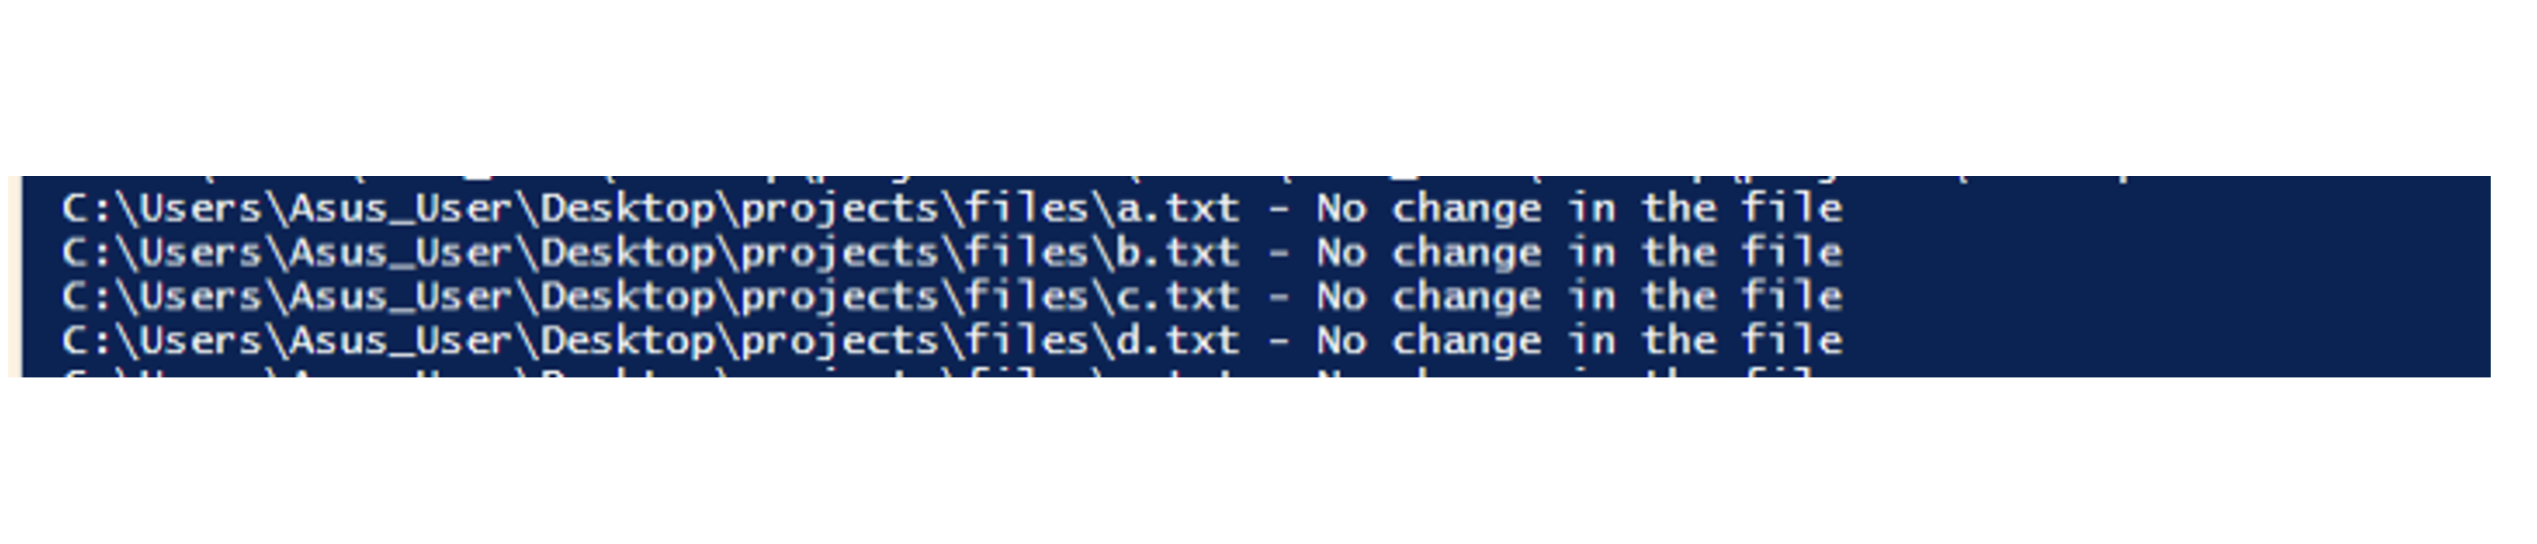 C:\Users\Asus_User\Desktop\projects\files\a.txt - No change in the file
C:\Users\Asus_User\Desktop\projects\files\b.txt - No change in the file
C:\Users\Asus_User\Desktop\projects\files\c.txt - No change in the file
C:\Users\Asus_User\Desktop\projects\files\d.txt - No change in the file